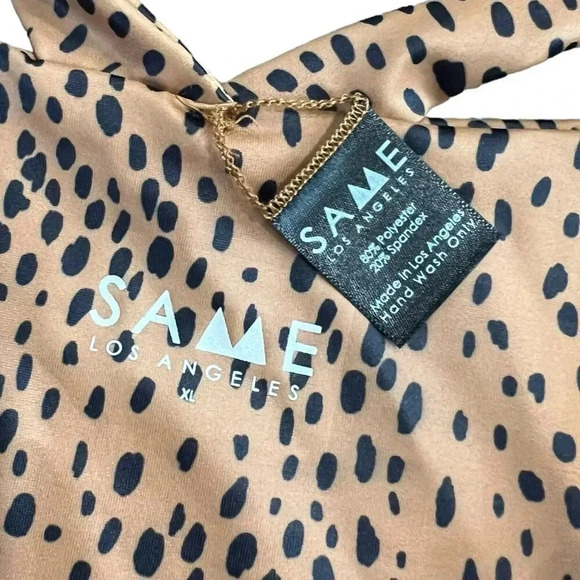 SAME
LOS ANGELES
80% Polyester
20% Spandex
Made in Los Angeles
Hand Wash Only
SAME
LOS ANGELES
XL